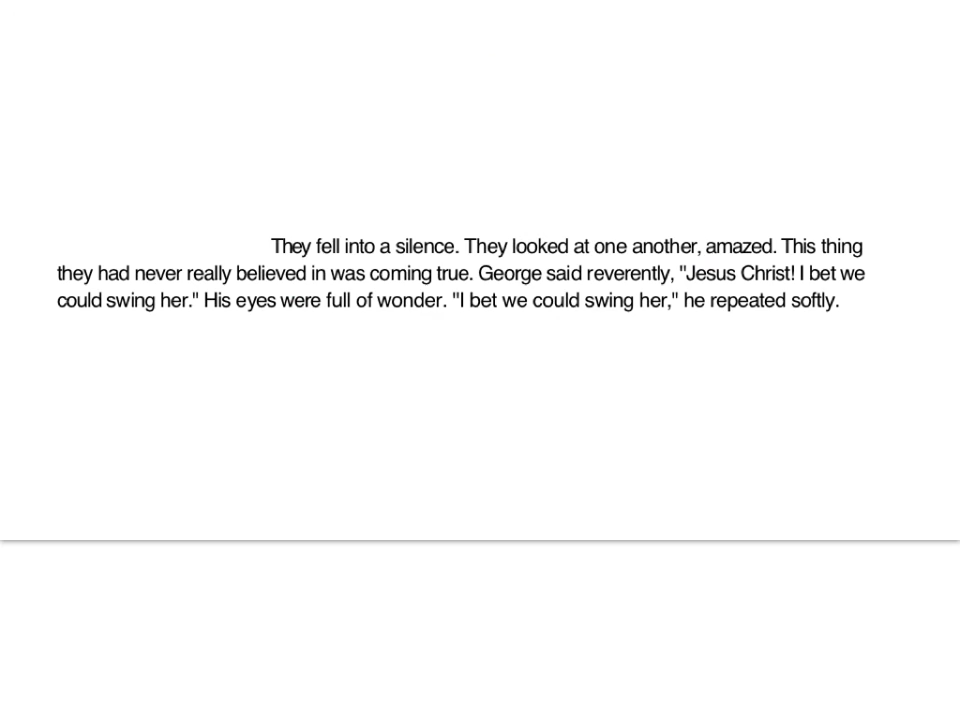 They fell into a silence. They looked at one another, amazed. This thing
they had never really believed in was coming true. George said reverently, "Jesus Christ! I bet we
could swing her." His eyes were full of wonder. "I bet we could swing her," he repeated softly.